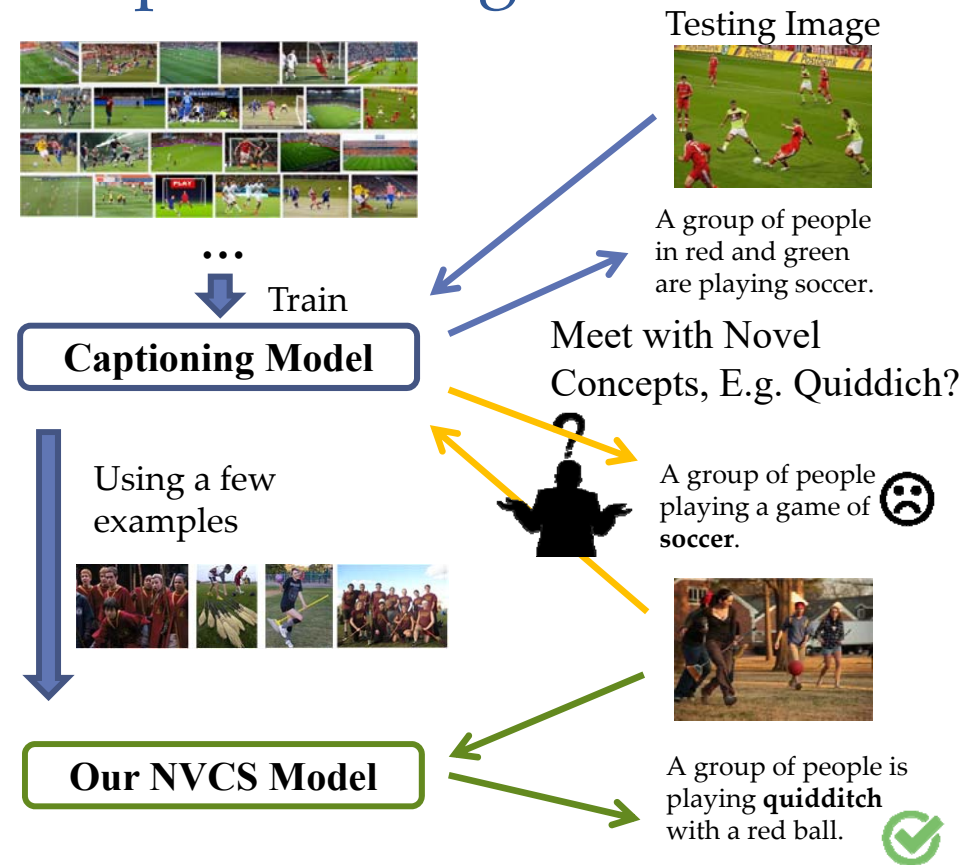 Testing Image
PLAY
A group of people
in red and green
are playing soccer.
...
Train
Captioning Model
Meet with Novel
Concepts, E.g. Quiddich?
Using a few
examples
A group of people
playing a game of
soccer.
?
Our NVCS Model
A group of people is
playing quidditch
with a red ball.